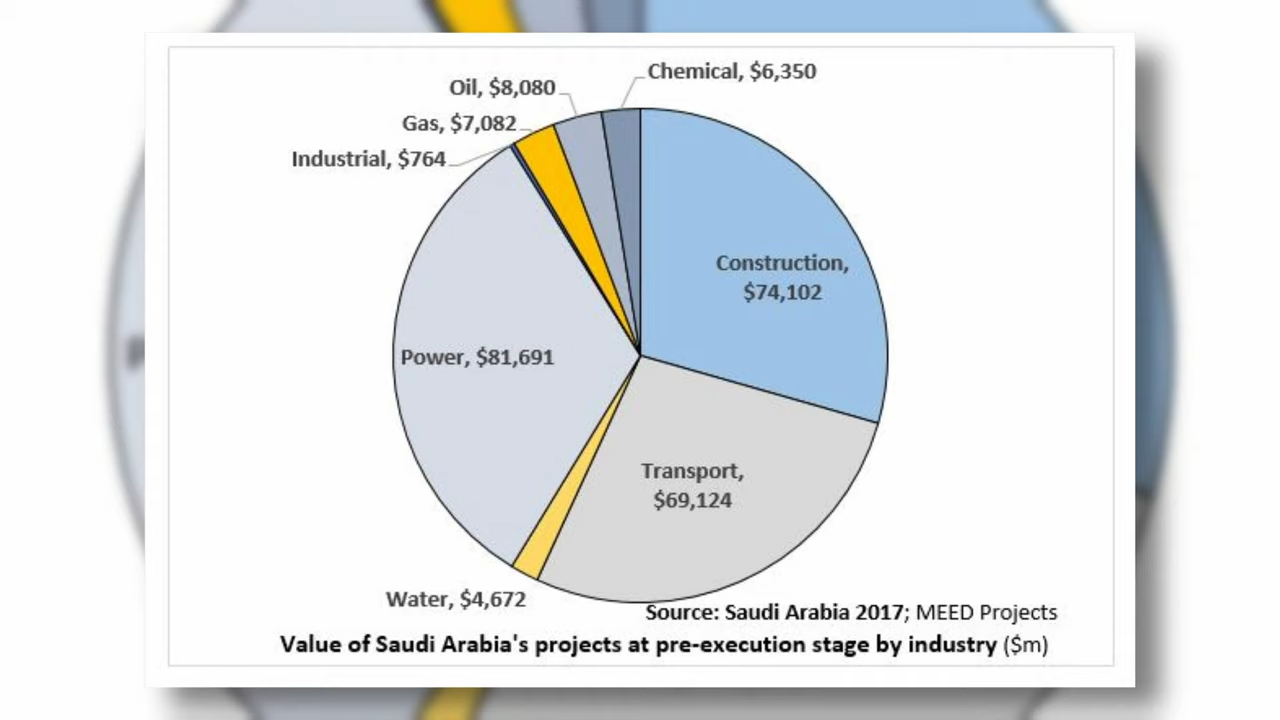 Chemical, $6,350
Oil, $8,080
Gas, $7,082
Industrial, $764
Construction,
$74,102
Power, $81,691
Transport,
$69,124
Water, $4,672
Source: Saudi Arabia 2017; MEED Projects
Value of Saudi Arabia's projects at pre-execution stage by industry ($m)